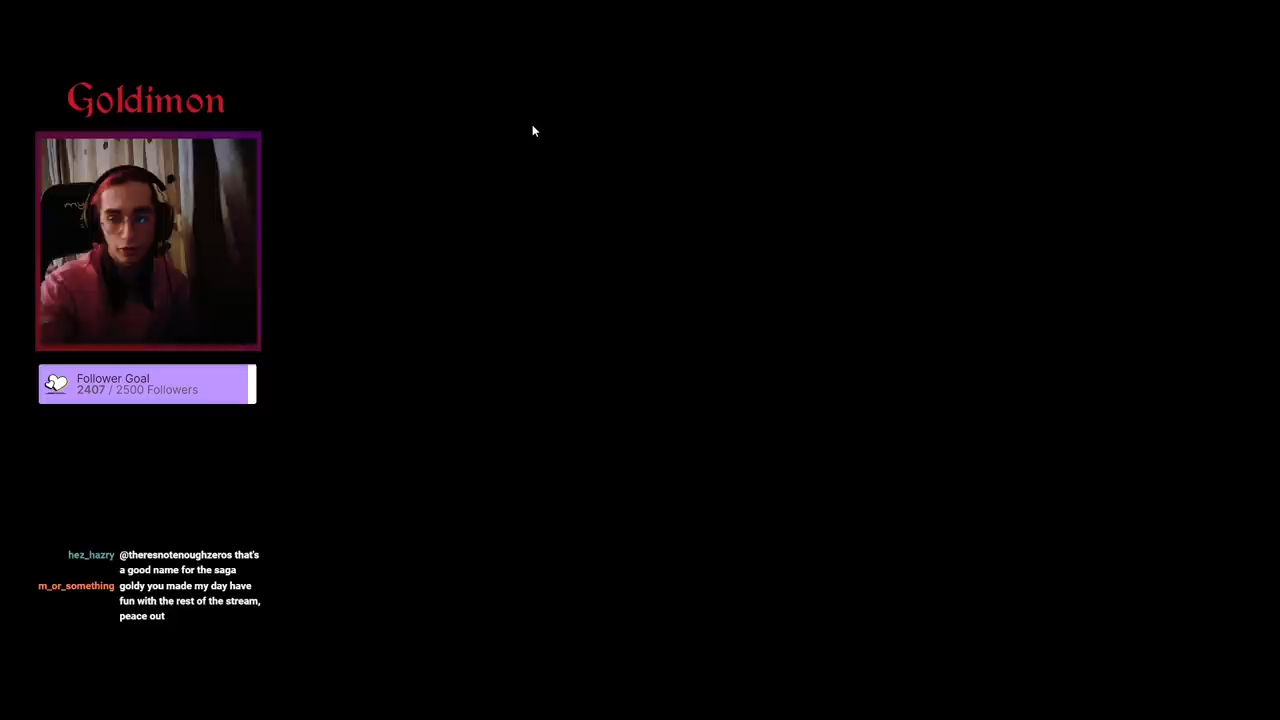 Goldimon
Follower Goal
2407 / 2500 Followers
hez_hazry @theresnotenoughzeros that's
a good name for the saga
m_or_something goldy you made my day have
fun with the rest of the stream,
peace out